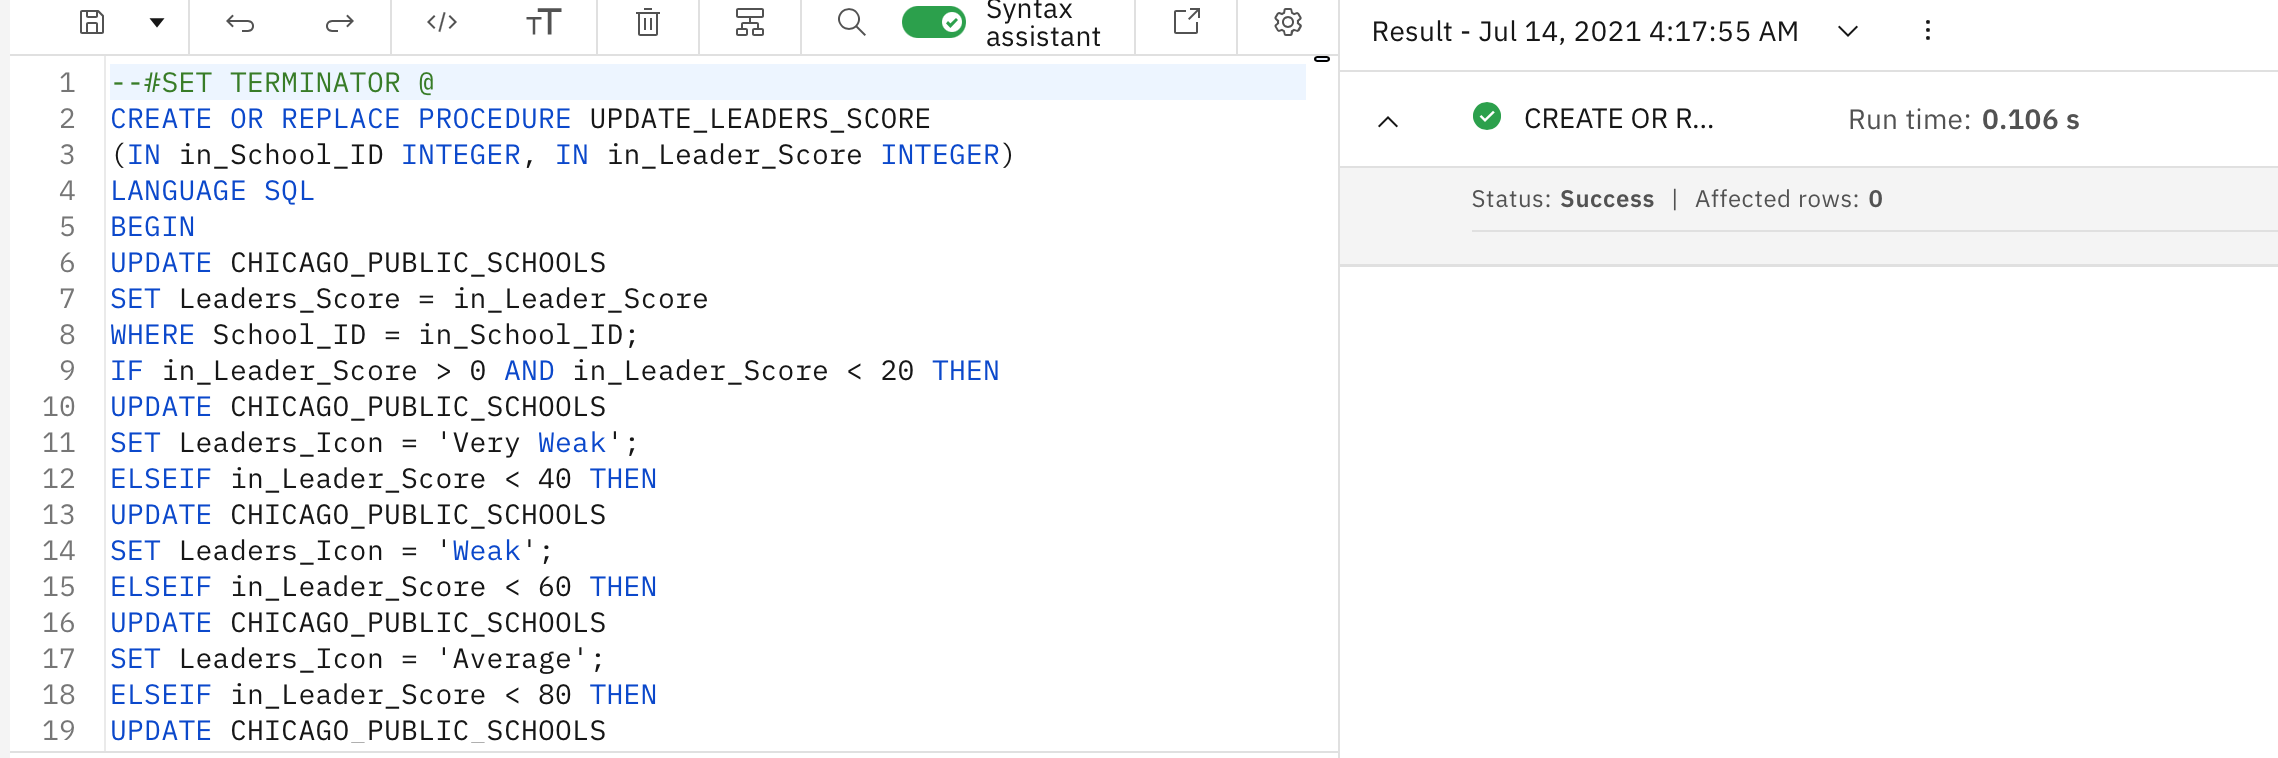 Syntax
assistant
1 --#SET TERMINATOR @
2 CREATE OR REPLACE PROCEDURE UPDATE_LEADERS_SCORE
3 (IN in_School_ID INTEGER, IN in_Leader_Score INTEGER)
4 LANGUAGE SQL
5 BEGIN
6 UPDATE CHICAGO_PUBLIC_SCHOOLS
7 SET Leaders_Score = in_Leader_Score
8 WHERE School_ID = in_School_ID;
9 IF in_Leader_Score > 0 AND in_Leader_Score < 20 THEN
10 UPDATE CHICAGO_PUBLIC_SCHOOLS
11 SET Leaders_Icon = 'Very Weak';
12 ELSEIF in_Leader_Score < 40 THEN
13 UPDATE CHICAGO_PUBLIC_SCHOOLS
14 SET Leaders_Icon = 'Weak';
15 ELSEIF in_Leader_Score < 60 THEN
16 UPDATE CHICAGO_PUBLIC_SCHOOLS
17 SET Leaders_Icon = 'Average';
18 ELSEIF in_Leader_Score < 80 THEN
19 UPDATE CHICAGO_PUBLIC_SCHOOLS
Result - Jul 14, 2021 4:17:55 AM
CREATE OR R... Run time: 0.106 s
Status: Success | Affected rows: 0